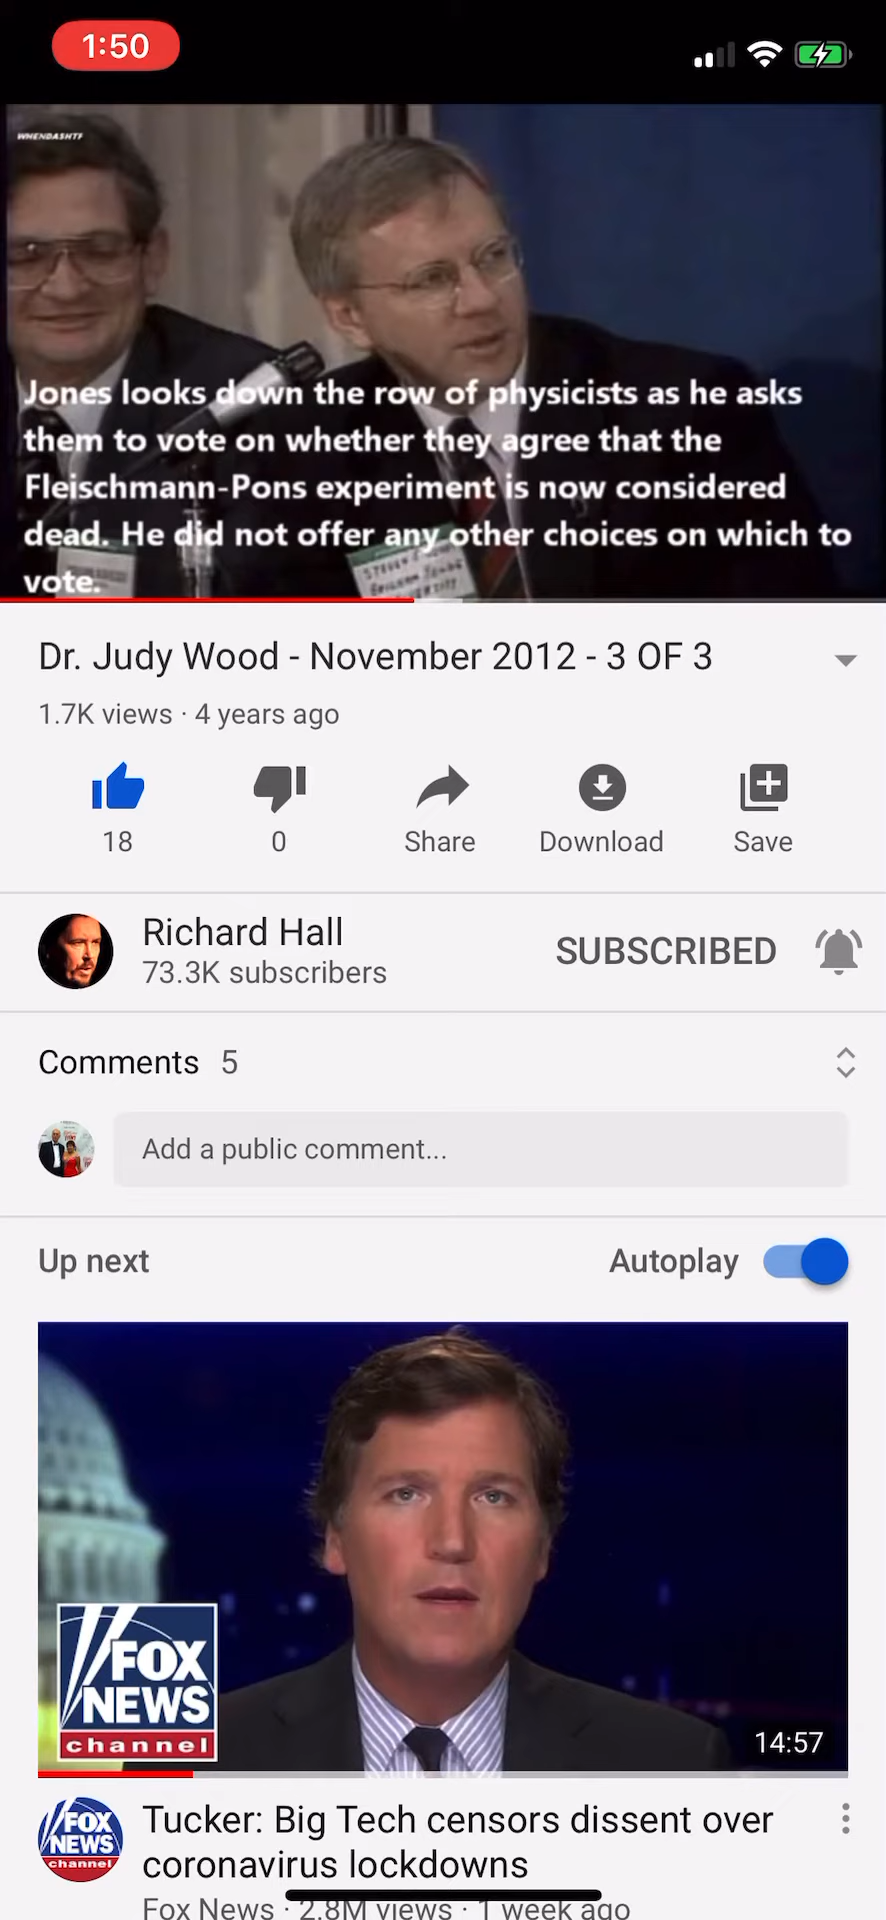 1:50
WHENDASHTF
Jones looks down the row of physicists as he asks
them to vote on whether they agree that the
Fleischmann-Pons experiment is now considered
dead. He did not offer any other choices on which to
vote.
Dr. Judy Wood - November 2012 - 3 OF 3
1.7K views · 4 years ago
18
0
Share
Download
Save
Richard Hall
73.3K subscribers
SUBSCRIBED
Comments 5
Add a public comment...
Up next
Autoplay
FOX
NEWS
channel
14:57
FOX
NEWS
channel
Tucker: Big Tech censors dissent over
coronavirus lockdowns
Fox News · 2.8M views · 1 week ago